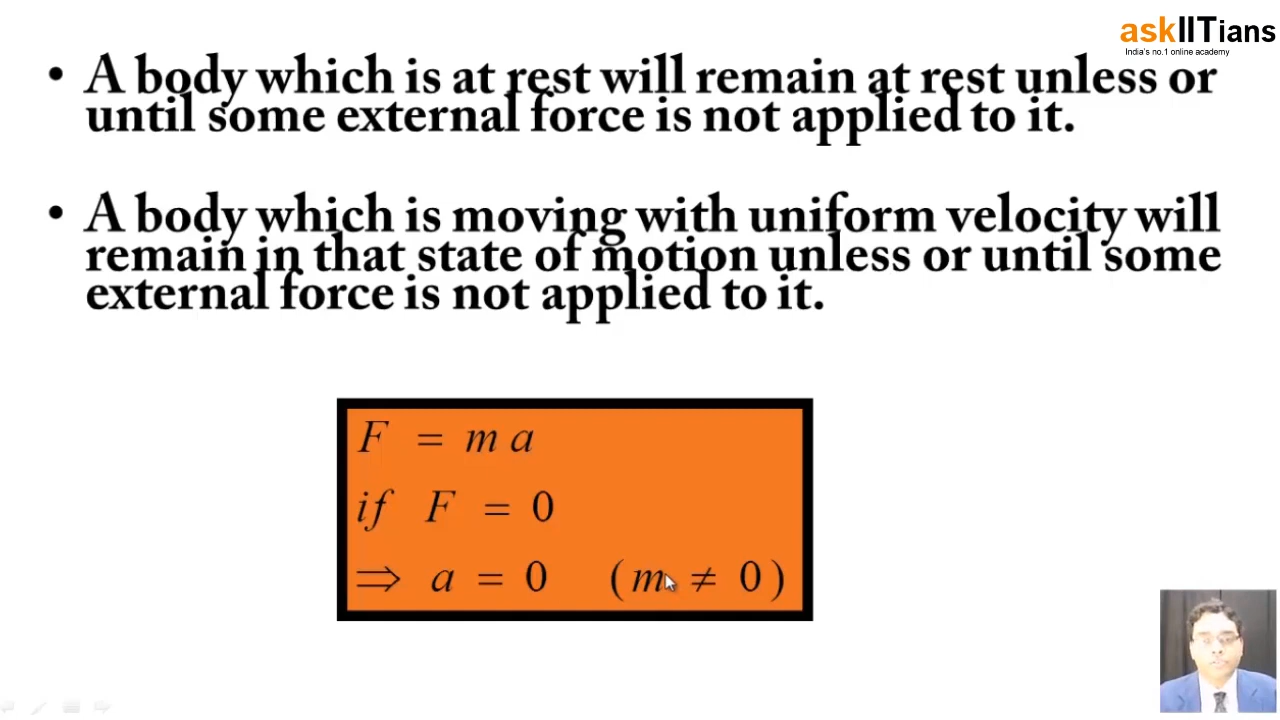 askIITians
India's no.1 online academy
• A body which is at rest will remain at rest unless or
until some external force is not applied to it.
• A body which is moving with uniform velocity will
remain in that state of motion unless or until some
external force is not applied to it.
F = m a
if F = 0
⇒ a = 0 (m ≠ 0)